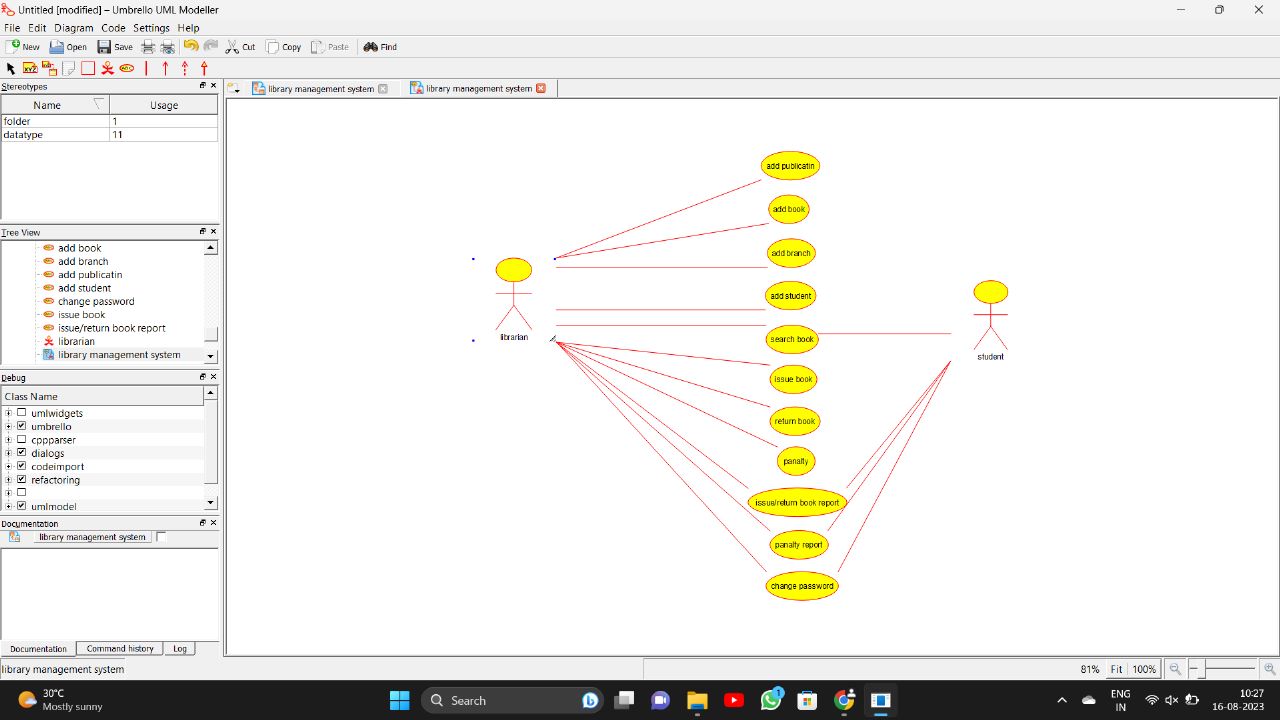 Untitled [modified] – Umbrello UML Modeller
File Edit Diagram Code Settings Help
New Open Save Cut Copy Paste Find
Stereotypes
Name Usage
folder 1
datatype 11
Tree View
add book
add branch
add publicatin
add student
change password
issue book
issue/return book report
librarian
library management system
Debug
Class Name
umlwidgets
umbrello
cppparser
dialogs
codeimport
refactoring
umlmodel
Documentation
library management system
Documentation Command history Log
library management system
library management system library management system
add publicatin
add book
add branch
add student
search book
issue book
return book
panalty
issue/return book report
panalty report
change password
librarian
student
81% Fit 100%
30°C
Mostly sunny
Search
1
ENG
IN
10:27
16-08-2023